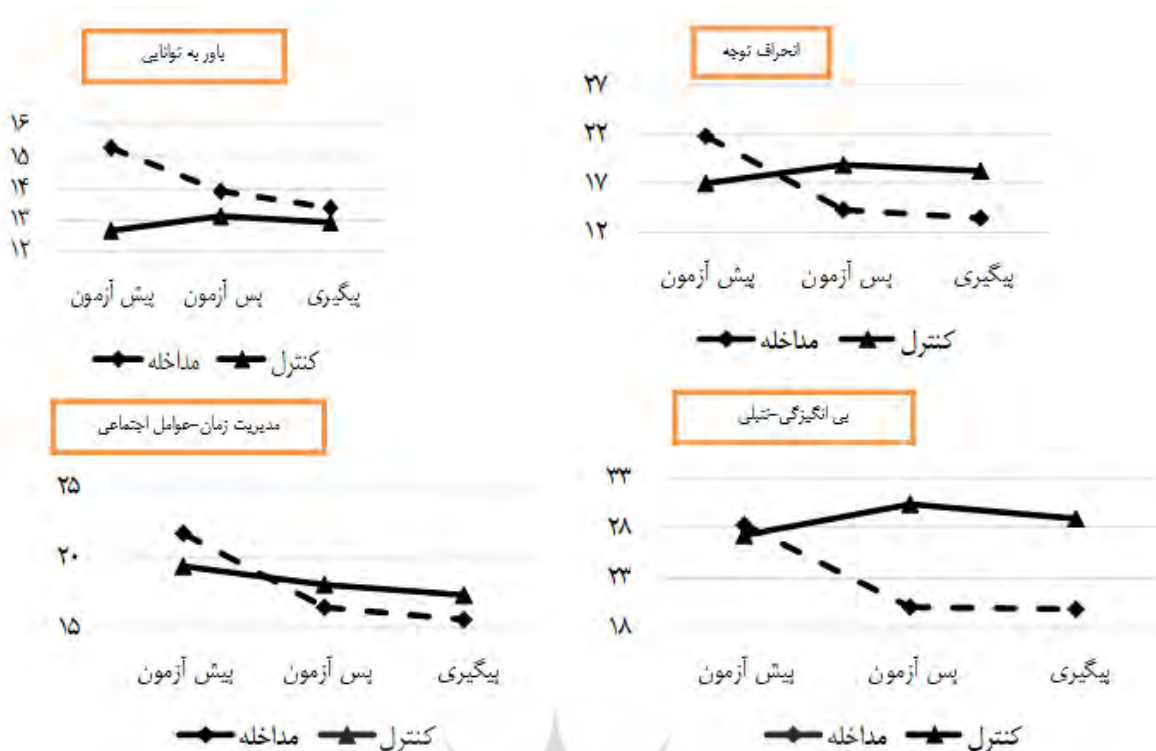 انحراف توجه
۲۷
۲۲
۱۷
۱۲
پیش آزمون پس آزمون پیگیری
مداخله کنترل
باور به توانایی
۱۶
۱۵
۱۴
۱۳
۱۲
پیش آزمون پس آزمون پیگیری
مداخله کنترل
بی انگیزگی-تنبلی
۳۳
۲۸
۲۳
۱۸
پیش آزمون پس آزمون پیگیری
مداخله کنترل
مدیریت زمان-عوامل اجتماعی
۲۵
۲۰
۱۵
پیش آزمون پس آزمون پیگیری
مداخله کنترل